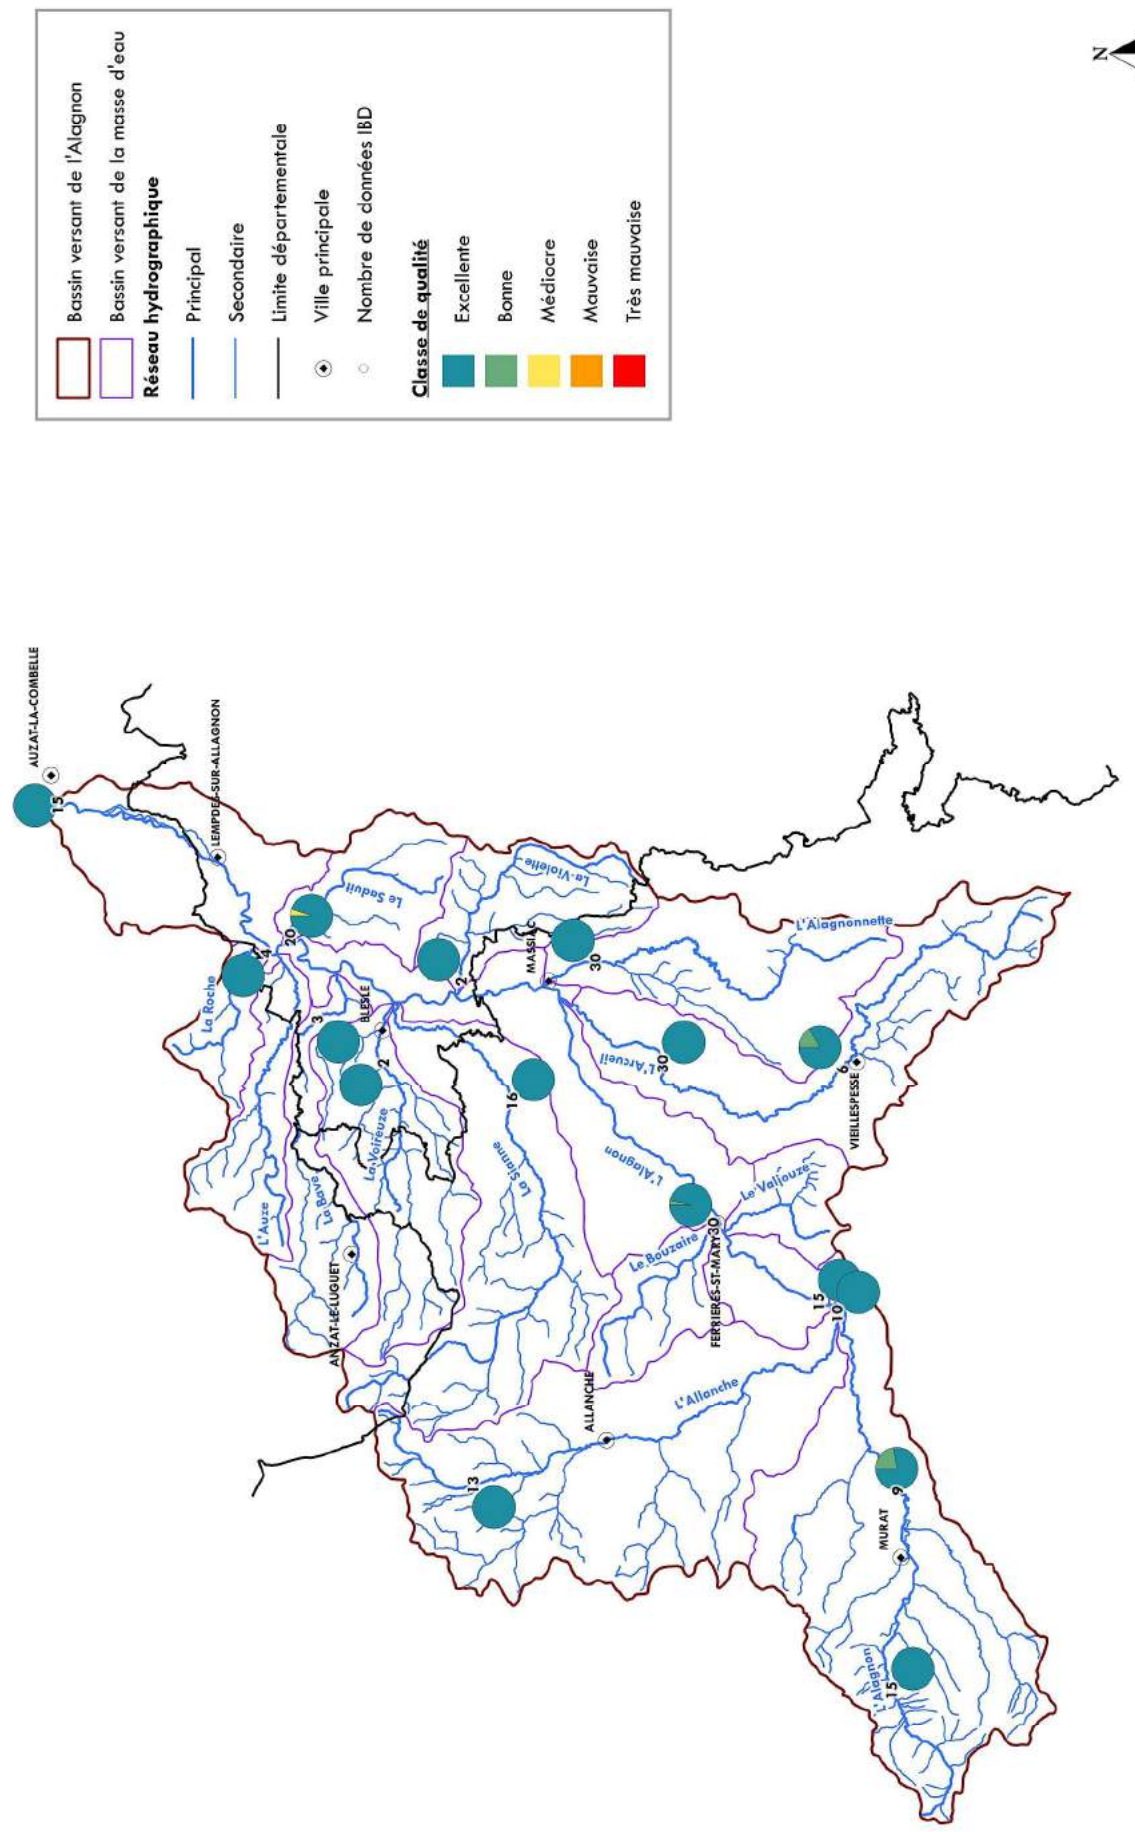 Bassin versant de l'Alagnon
Bassin versant de la masse d'eau
Réseau hydrographique
Principal
Secondaire
Limite départementale
Ville principale
Nombre de données IBD
Classe de qualité
Excellente
Bonne
Médiocre
Mauvaise
Très mauvaise
N
AUZAT-LA-COMBELLE
15
LEMPDES-SUR-ALLAGNON
La Roche
4
20
Le Saduit
La Violette
L'Auze
3
BLESLE
2
2
MASSIAC
30
La Bave
La Voireuze
ANZAT-LE-LUGUET
La Sianne
16
L'Arcueil
30
L'Alagnonnette
L'Alagnon
6
VIEILLESPESSE
Le Bouzaire
FERRIERES-ST-MARY
30
Le Valjouze
15
10
ALLANCHE
L'Allanche
13
MURAT
9
L'Alagnon
15